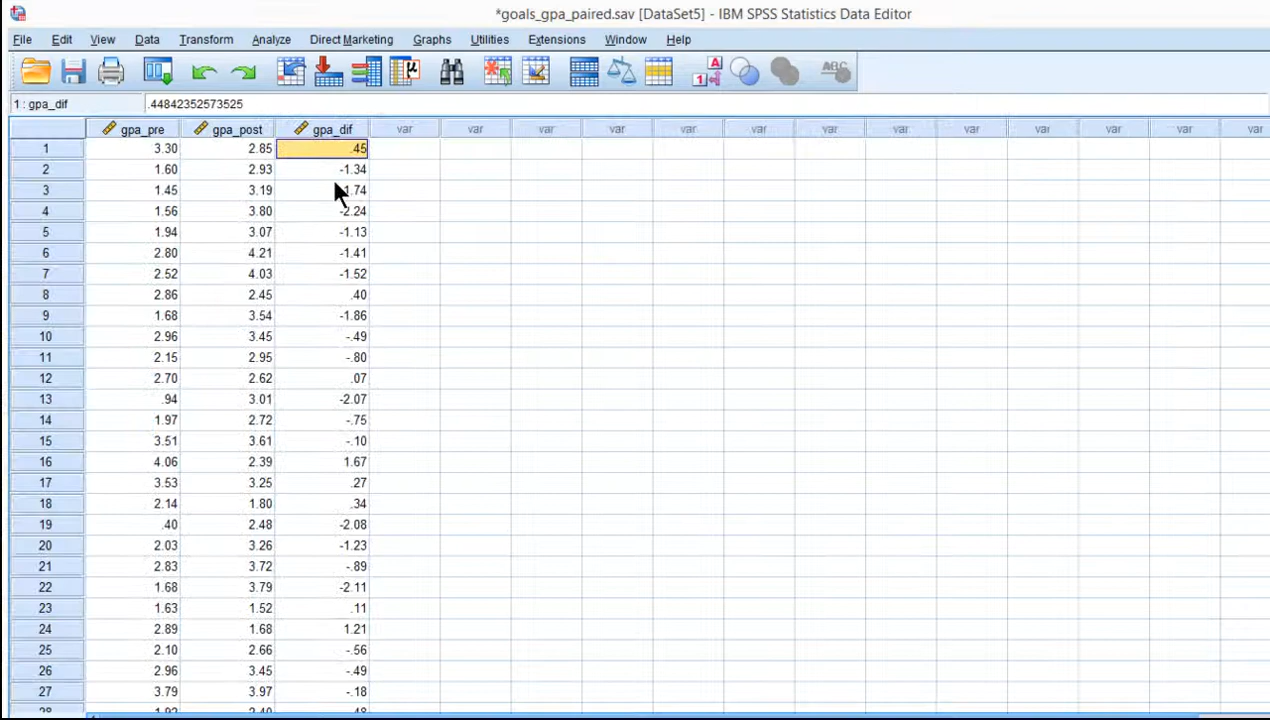 *goals_gpa_paired.sav [DataSet5] - IBM SPSS Statistics Data Editor
File Edit View Data Transform Analyze Direct Marketing Graphs Utilities Extensions Window Help
1 : gpa_dif .44842352573525
gpa_pre gpa_post gpa_dif var var var var var var var var var var var var var
1 3.30 2.85 .45
2 1.60 2.93 -1.34
3 1.45 3.19 .74
4 1.56 3.80 -2.24
5 1.94 3.07 -1.13
6 2.80 4.21 -1.41
7 2.52 4.03 -1.52
8 2.86 2.45 .40
9 1.68 3.54 -1.86
10 2.96 3.45 -.49
11 2.15 2.95 -.80
12 2.70 2.62 .07
13 .94 3.01 -2.07
14 1.97 2.72 -.75
15 3.51 3.61 -.10
16 4.06 2.39 1.67
17 3.53 3.25 .27
18 2.14 1.80 .34
19 .40 2.48 -2.08
20 2.03 3.26 -1.23
21 2.83 3.72 -.89
22 1.68 3.79 -2.11
23 1.63 1.52 .11
24 2.89 1.68 1.21
25 2.10 2.66 -.56
26 2.96 3.45 -.49
27 3.79 3.97 -.18